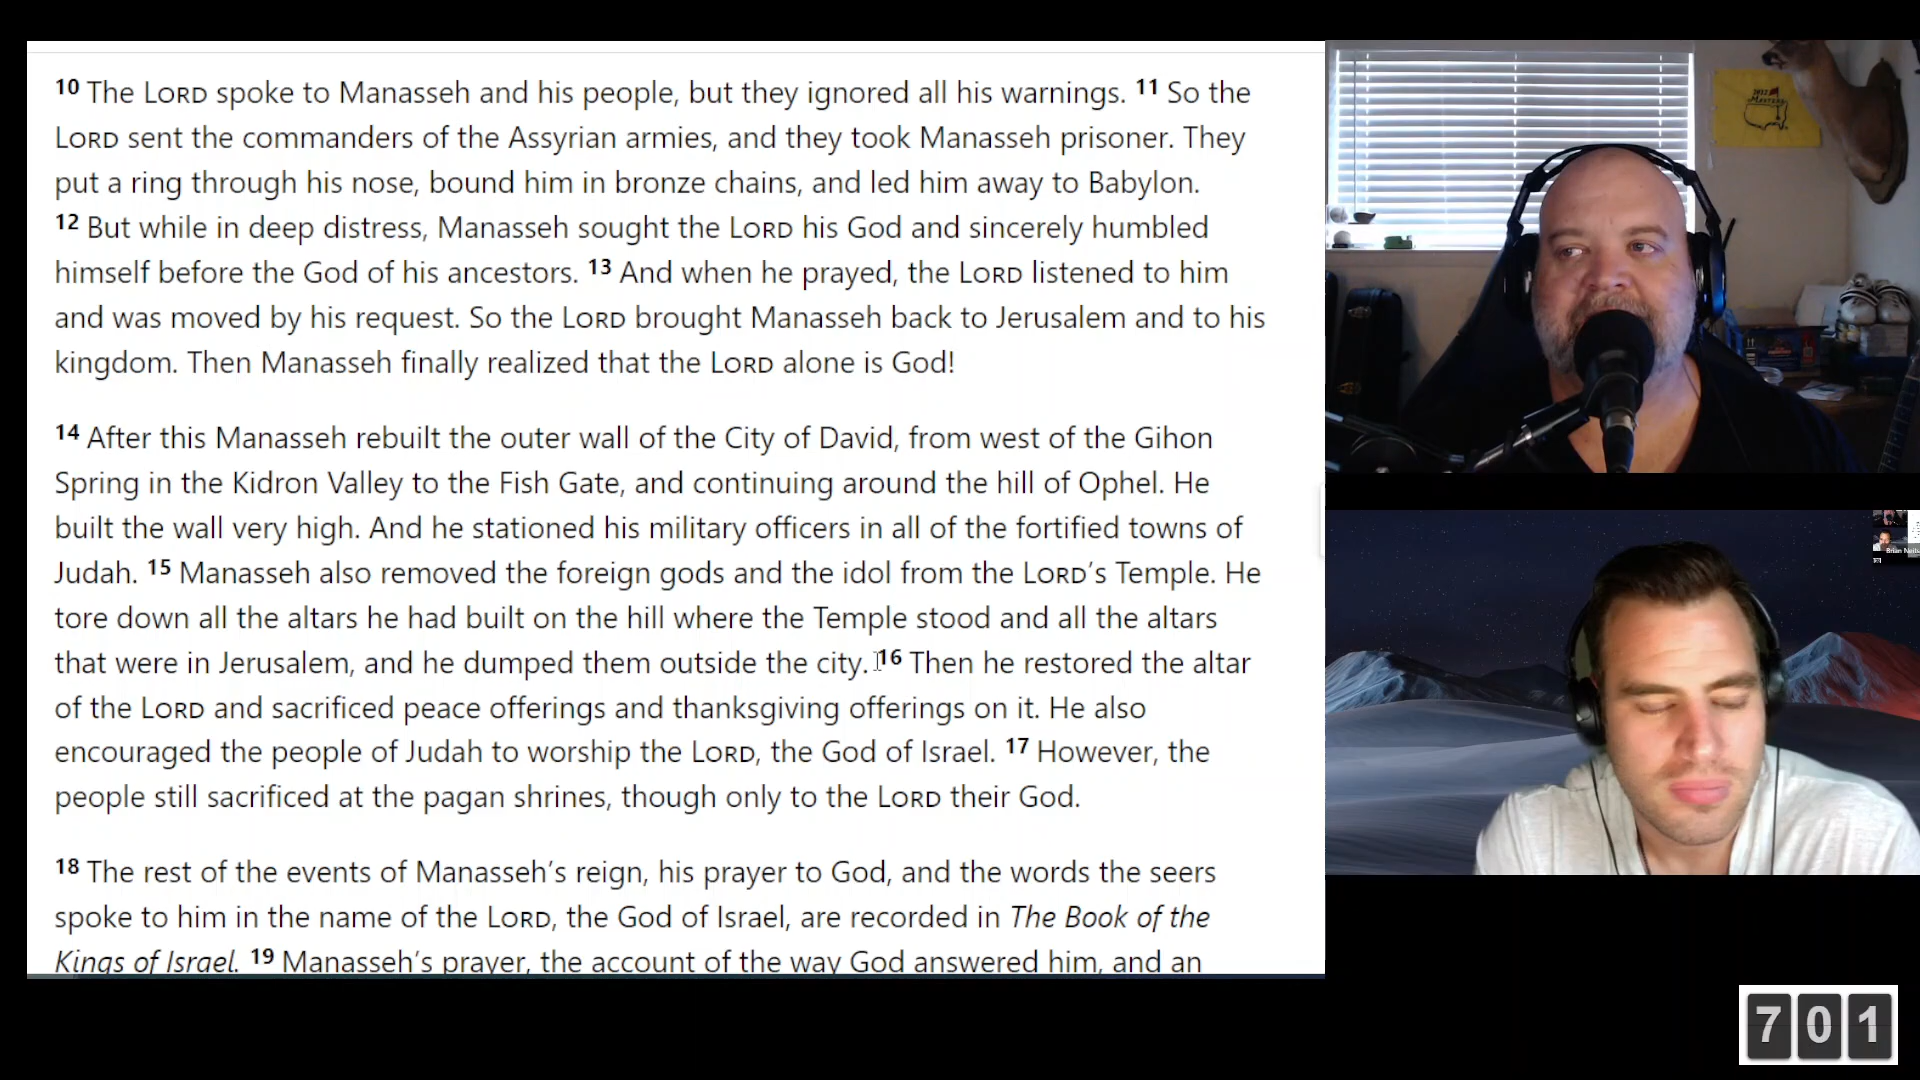 10 The LORD spoke to Manasseh and his people, but they ignored all his warnings. 11 So the
LORD sent the commanders of the Assyrian armies, and they took Manasseh prisoner. They
put a ring through his nose, bound him in bronze chains, and led him away to Babylon.
12 But while in deep distress, Manasseh sought the LORD his God and sincerely humbled
himself before the God of his ancestors. 13 And when he prayed, the LORD listened to him
and was moved by his request. So the LORD brought Manasseh back to Jerusalem and to his
kingdom. Then Manasseh finally realized that the LORD alone is God!
14 After this Manasseh rebuilt the outer wall of the City of David, from west of the Gihon
Spring in the Kidron Valley to the Fish Gate, and continuing around the hill of Ophel. He
built the wall very high. And he stationed his military officers in all of the fortified towns of
Judah. 15 Manasseh also removed the foreign gods and the idol from the LORD’s Temple. He
tore down all the altars he had built on the hill where the Temple stood and all the altars
that were in Jerusalem, and he dumped them outside the city. 16 Then he restored the altar
of the LORD and sacrificed peace offerings and thanksgiving offerings on it. He also
encouraged the people of Judah to worship the LORD, the God of Israel. 17 However, the
people still sacrificed at the pagan shrines, though only to the LORD their God.
18 The rest of the events of Manasseh’s reign, his prayer to God, and the words the seers
spoke to him in the name of the LORD, the God of Israel, are recorded in The Book of the
Kings of Israel. 19 Manasseh’s prayer, the account of the way God answered him, and an
MASTERS
Brian
701